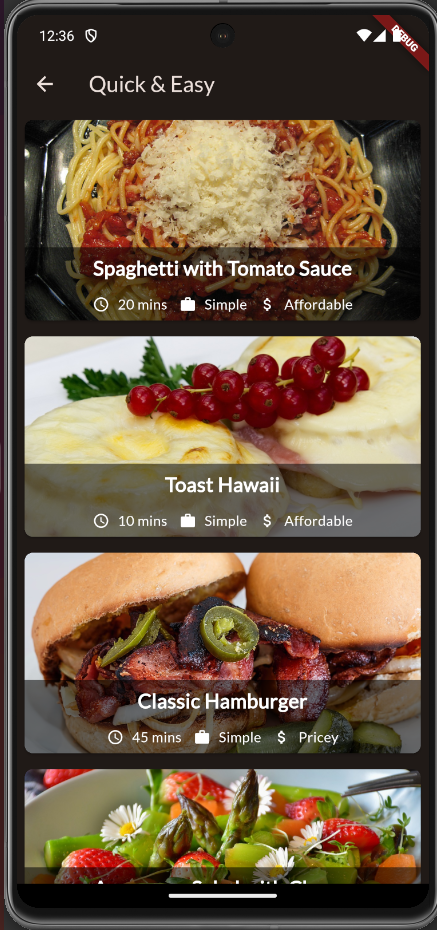 12:36
DEBUG
Quick & Easy
Spaghetti with Tomato Sauce
20 mins Simple $ Affordable
Toast Hawaii
10 mins Simple $ Affordable
Classic Hamburger
45 mins Simple $ Pricey